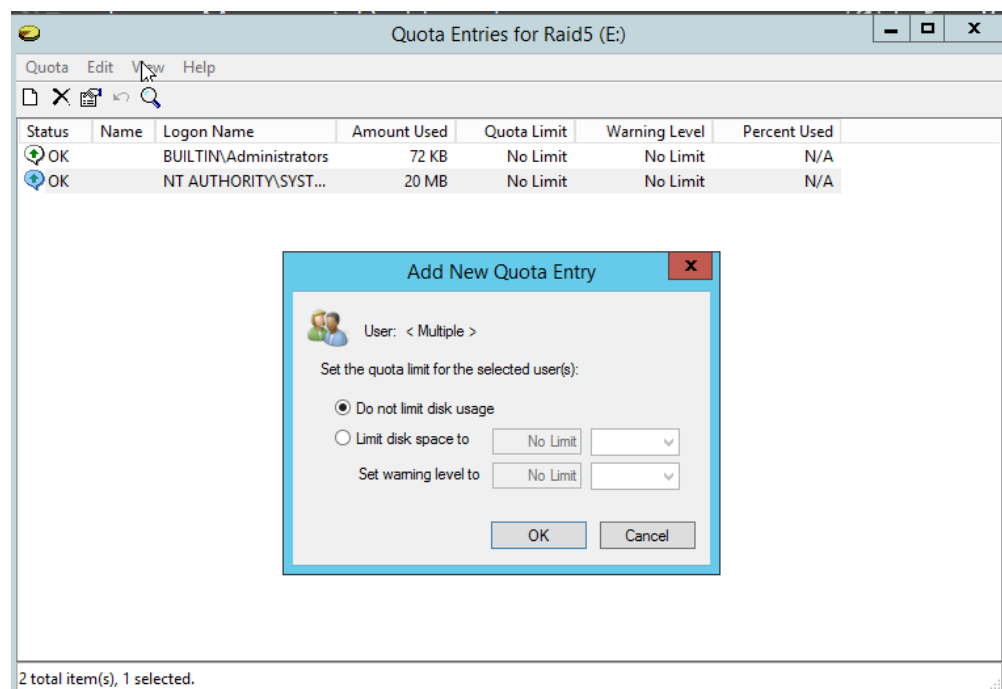 Quota Entries for Raid5 (E:)
Quota Edit View Help
Status Name Logon Name Amount Used Quota Limit Warning Level Percent Used
OK BUILTIN\Administrators 72 KB No Limit No Limit N/A
OK NT AUTHORITY\SYST... 20 MB No Limit No Limit N/A
Add New Quota Entry
User: < Multiple >
Set the quota limit for the selected user(s):
Do not limit disk usage
Limit disk space to No Limit
Set warning level to No Limit
OK Cancel
2 total item(s), 1 selected.